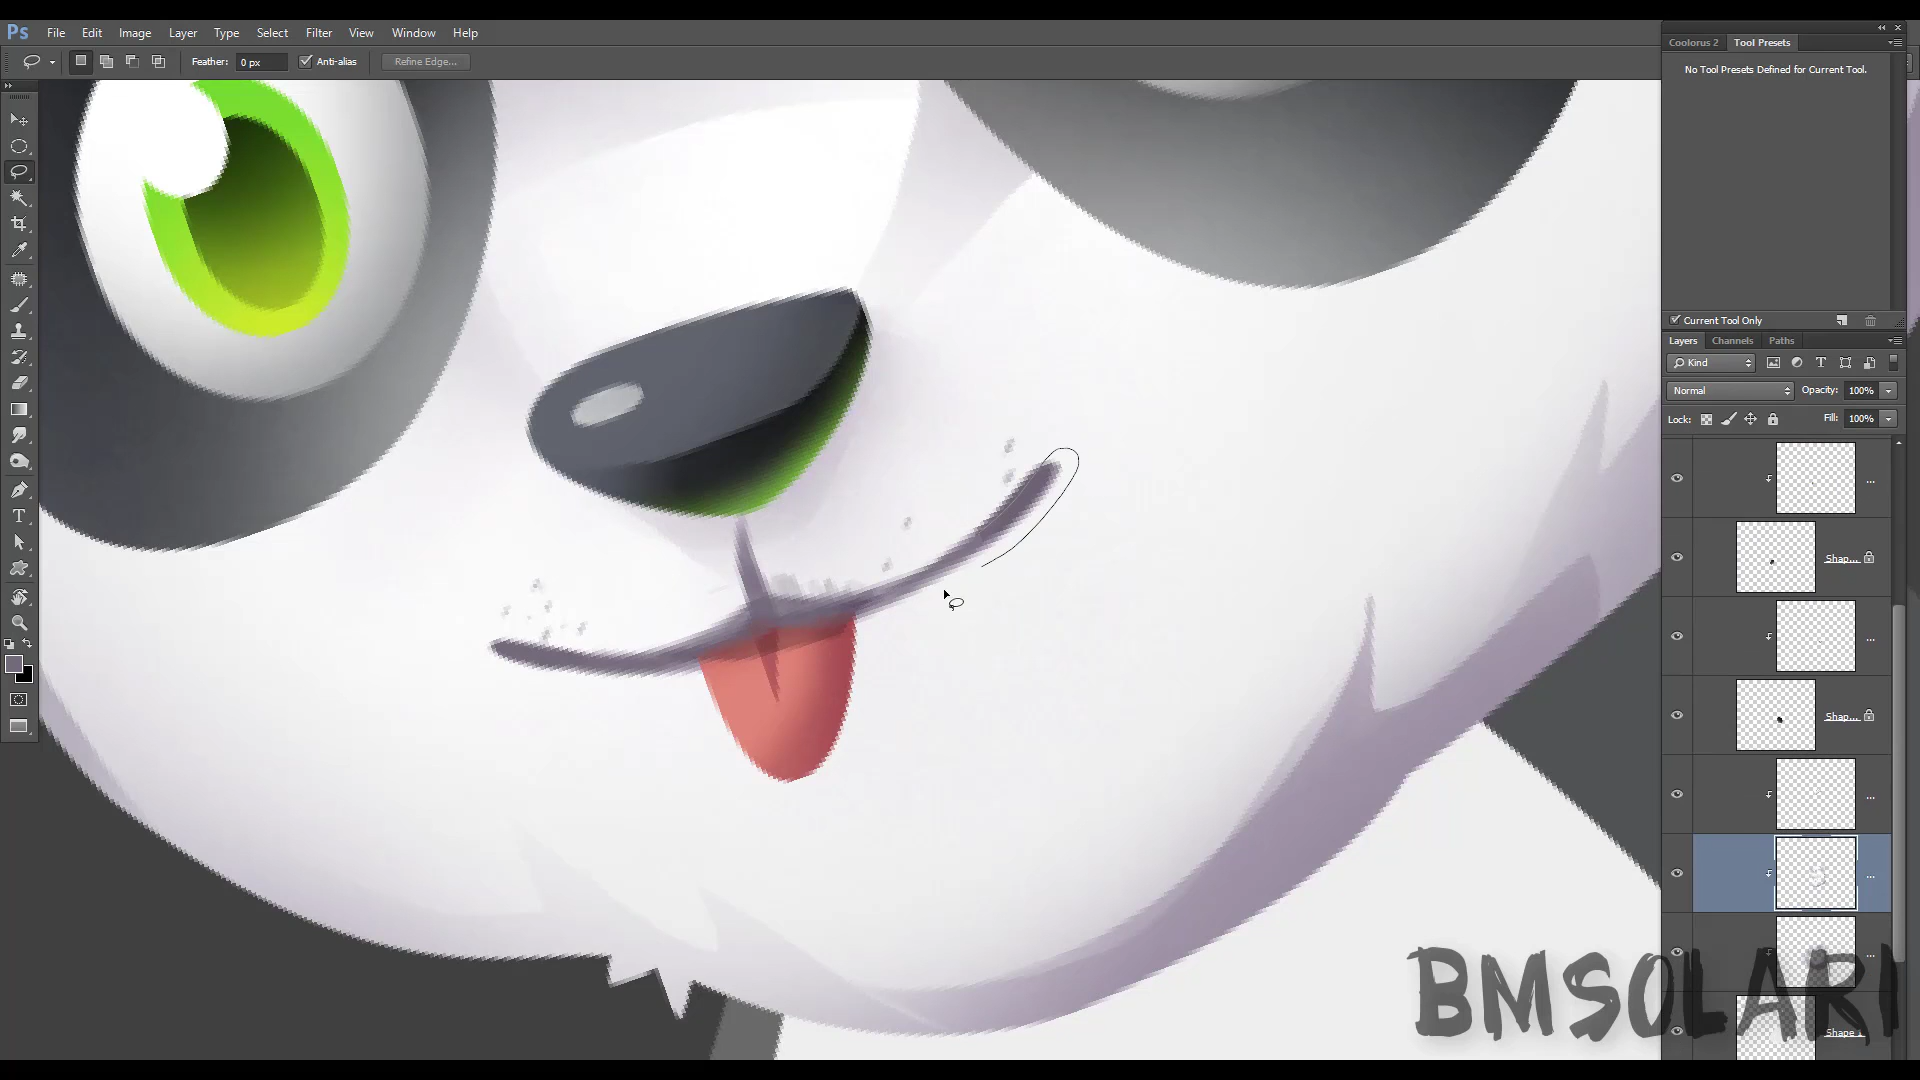 Ps File Edit Image Layer Type Select Filter View Window Help
Feather: 0 px Anti-alias Refine Edge...
Coolorus 2 Tool Presets
No Tool Presets Defined for Current Tool.
Current Tool Only
Layers Channels Paths
Kind
Normal Opacity: 100%
Lock: Fill: 100%
...
Shap...
...
Shap...
...
...
...
Shape 1
BMSOLARI